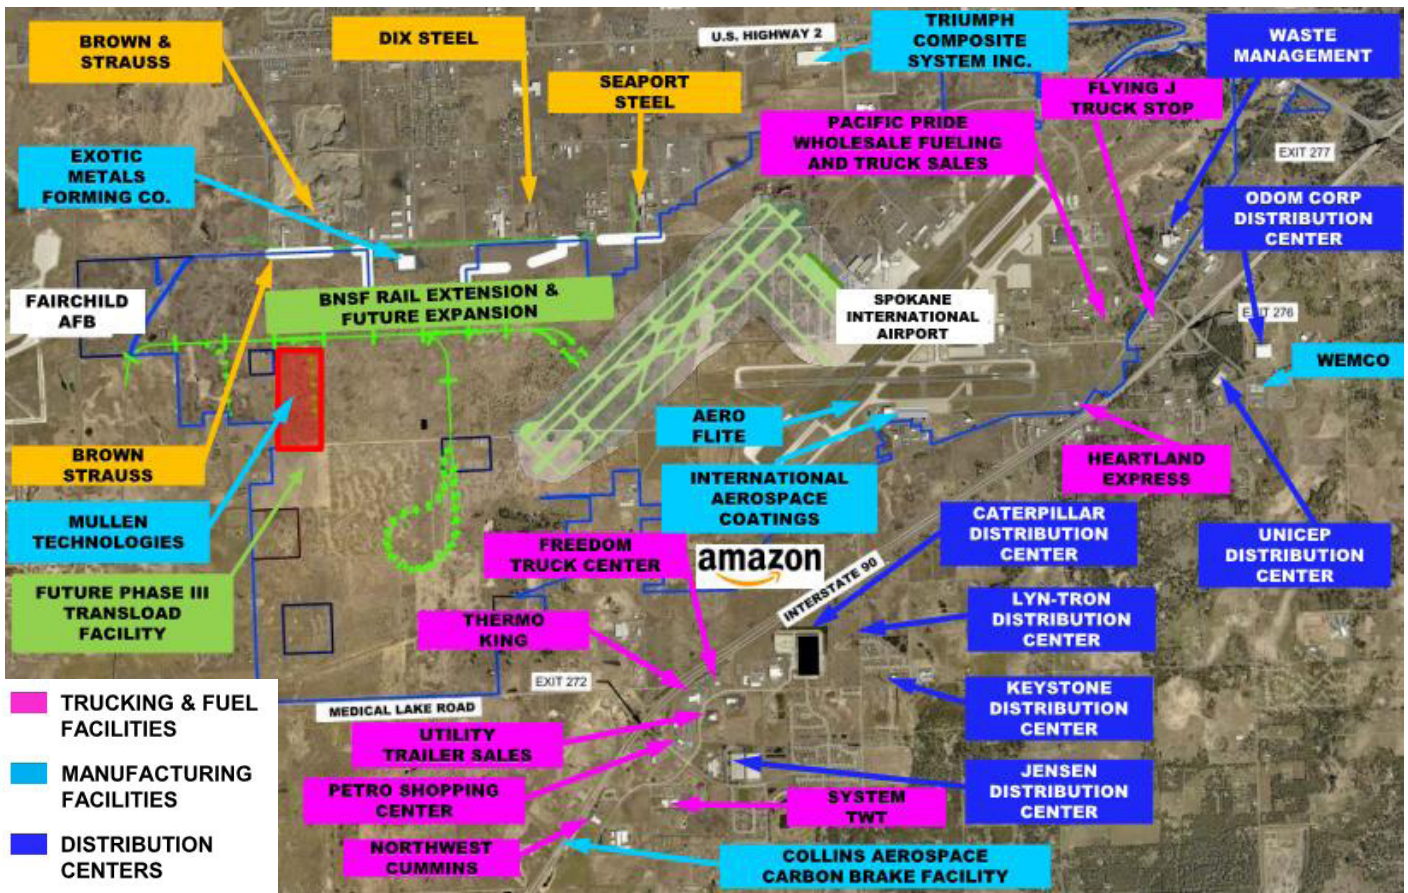 BROWN &
STRAUSS
DIX STEEL
SEAPORT
STEEL
U.S. HIGHWAY 2
TRIUMPH
COMPOSITE
SYSTEM INC.
WASTE
MANAGEMENT
FLYING J
TRUCK STOP
PACIFIC PRIDE
WHOLESALE FUELING
AND TRUCK SALES
EXIT 277
EXOTIC
METALS
FORMING CO.
ODOM CORP
DISTRIBUTION
CENTER
FAIRCHILD
AFB
BNSF RAIL EXTENSION &
FUTURE EXPANSION
SPOKANE
INTERNATIONAL
AIRPORT
EXIT 276
WEMCO
AERO
FLITE
BROWN
STRAUSS
HEARTLAND
EXPRESS
INTERNATIONAL
AEROSPACE
COATINGS
MULLEN
TECHNOLOGIES
CATERPILLAR
DISTRIBUTION
CENTER
UNICEP
DISTRIBUTION
CENTER
FREEDOM
TRUCK CENTER
amazon
INTERSTATE 90
FUTURE PHASE III
TRANSLOAD
FACILITY
THERMO
KING
LYN-TRON
DISTRIBUTION
CENTER
EXIT 272
KEYSTONE
DISTRIBUTION
CENTER
MEDICAL LAKE ROAD
UTILITY
TRAILER SALES
PETRO SHOPPING
CENTER
SYSTEM
TWT
JENSEN
DISTRIBUTION
CENTER
NORTHWEST
CUMMINS
COLLINS AEROSPACE
CARBON BRAKE FACILITY
TRUCKING & FUEL
FACILITIES
MANUFACTURING
FACILITIES
DISTRIBUTION
CENTERS